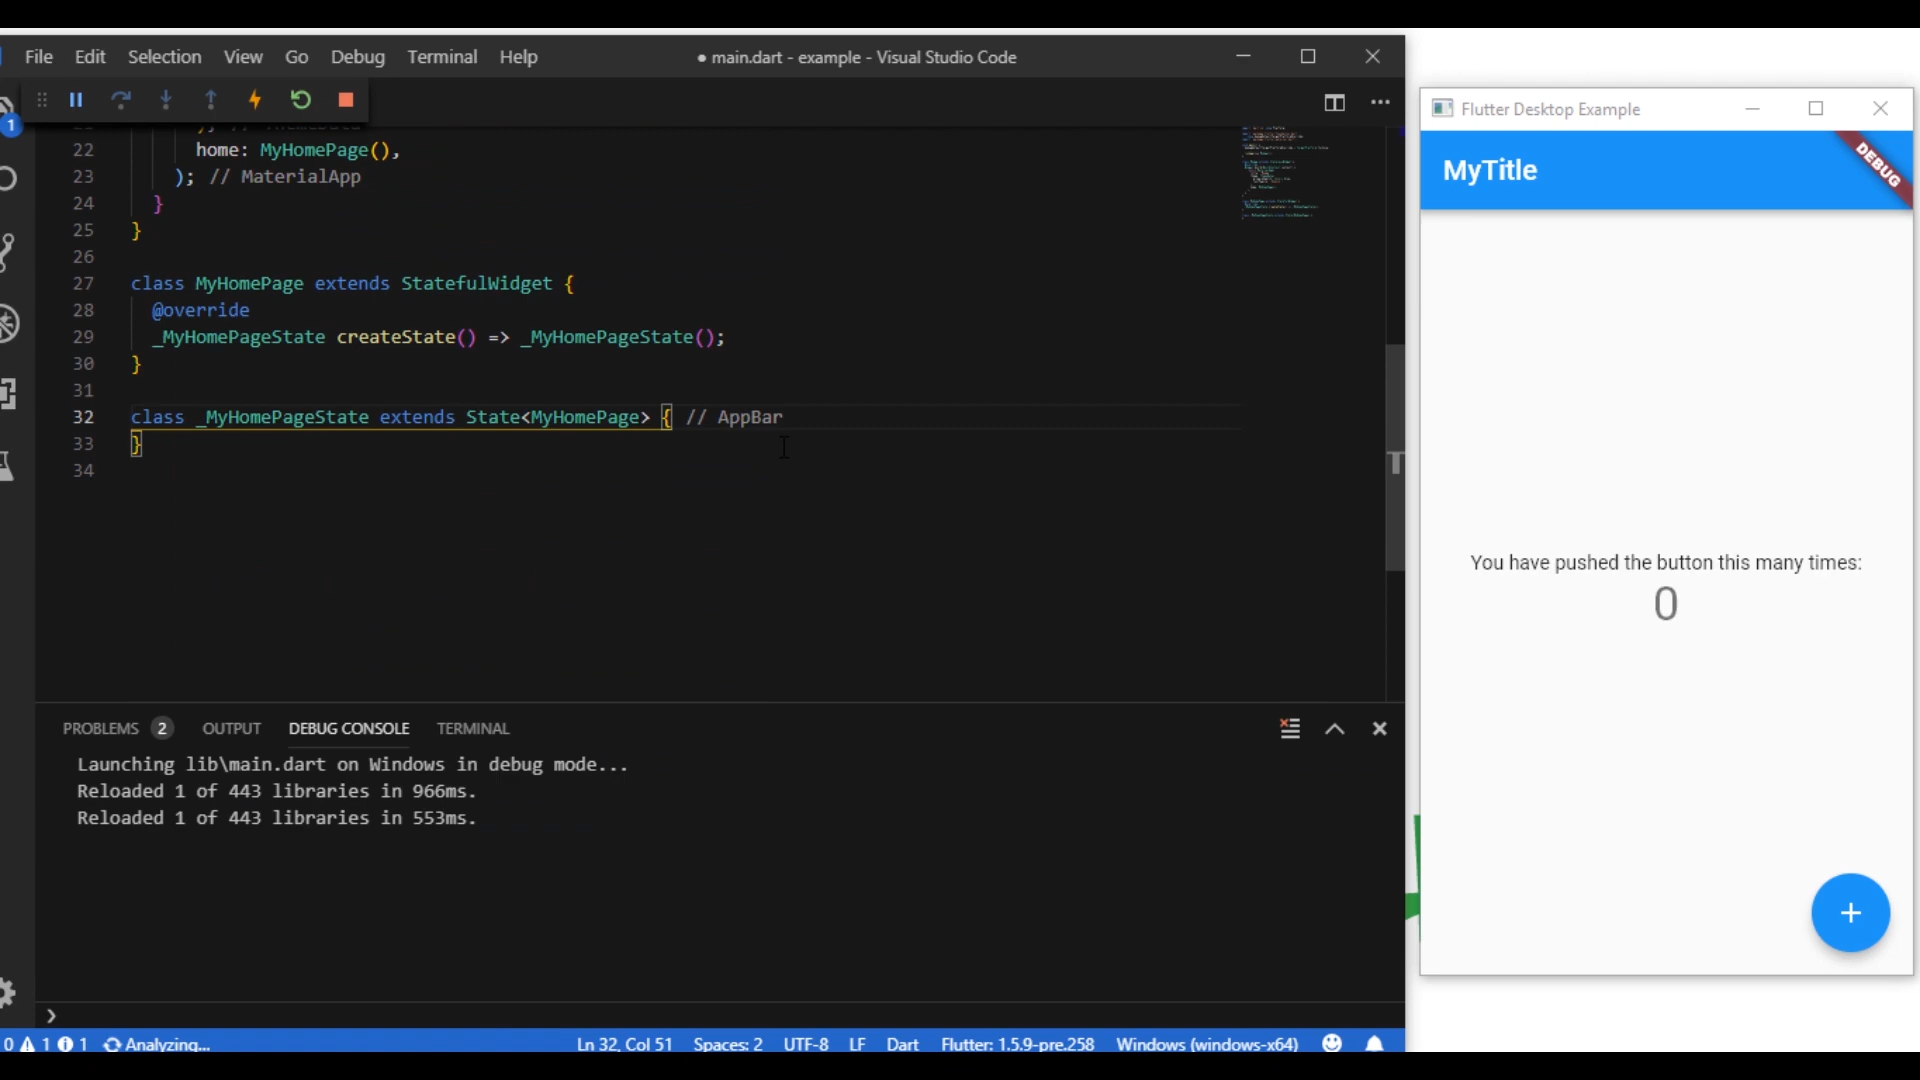 File Edit Selection View Go Debug Terminal Help
● main.dart - example - Visual Studio Code
1
22 home: MyHomePage(),
23 ); // MaterialApp
24 }
25 }
26
27 class MyHomePage extends StatefulWidget {
28 @override
29 _MyHomePageState createState() => _MyHomePageState();
30 }
31
32 class _MyHomePageState extends State<MyHomePage> { // AppBar
33 }
34
PROBLEMS 2 OUTPUT DEBUG CONSOLE TERMINAL
Launching lib\main.dart on Windows in debug mode...
Reloaded 1 of 443 libraries in 966ms.
Reloaded 1 of 443 libraries in 553ms.
0 1 1 Analyzing... Ln 32, Col 51 Spaces: 2 UTF-8 LF Dart Flutter: 1.5.9-pre.258 Windows (windows-x64)
Flutter Desktop Example
MyTitle
DEBUG
You have pushed the button this many times:
0
+